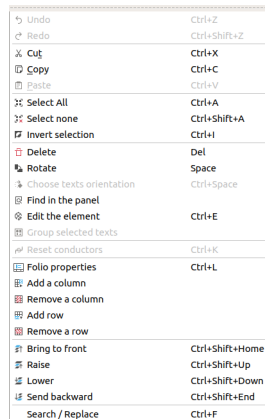 Undo Ctrl+Z
Redo Ctrl+Shift+Z
Cut Ctrl+X
Copy Ctrl+C
Paste Ctrl+V
Select All Ctrl+A
Select none Ctrl+Shift+A
Invert selection Ctrl+I
Delete Del
Rotate Space
Choose texts orientation Ctrl+Space
Find in the panel
Edit the element Ctrl+E
Group selected texts
Reset conductors Ctrl+K
Folio properties Ctrl+L
Add a column
Remove a column
Add row
Remove a row
Bring to front Ctrl+Shift+Home
Raise Ctrl+Shift+Up
Lower Ctrl+Shift+Down
Send backward Ctrl+Shift+End
Search / Replace Ctrl+F